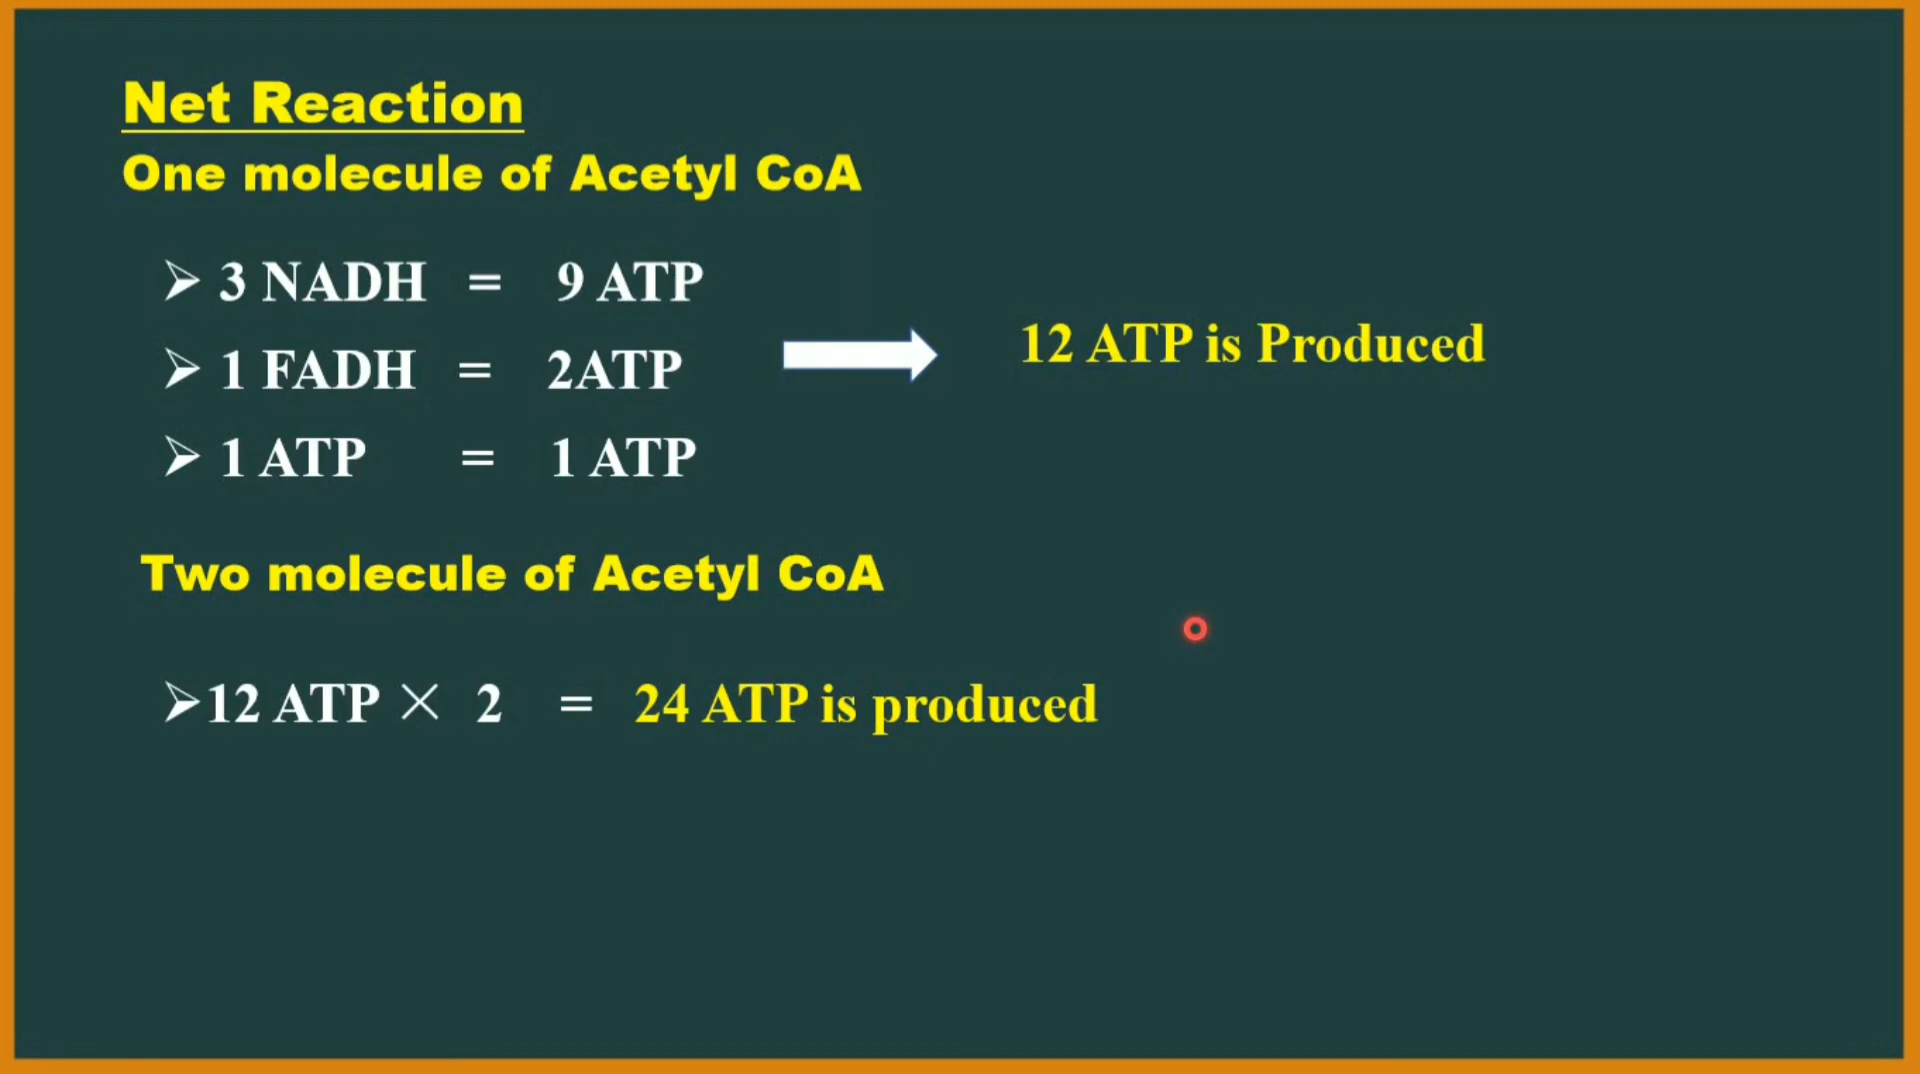 Net Reaction
One molecule of Acetyl CoA
➢ 3 NADH = 9 ATP
➢ 1 FADH = 2ATP
12 ATP is Produced
➢ 1 ATP = 1 ATP
Two molecule of Acetyl CoA
➢12 ATP × 2 = 24 ATP is produced